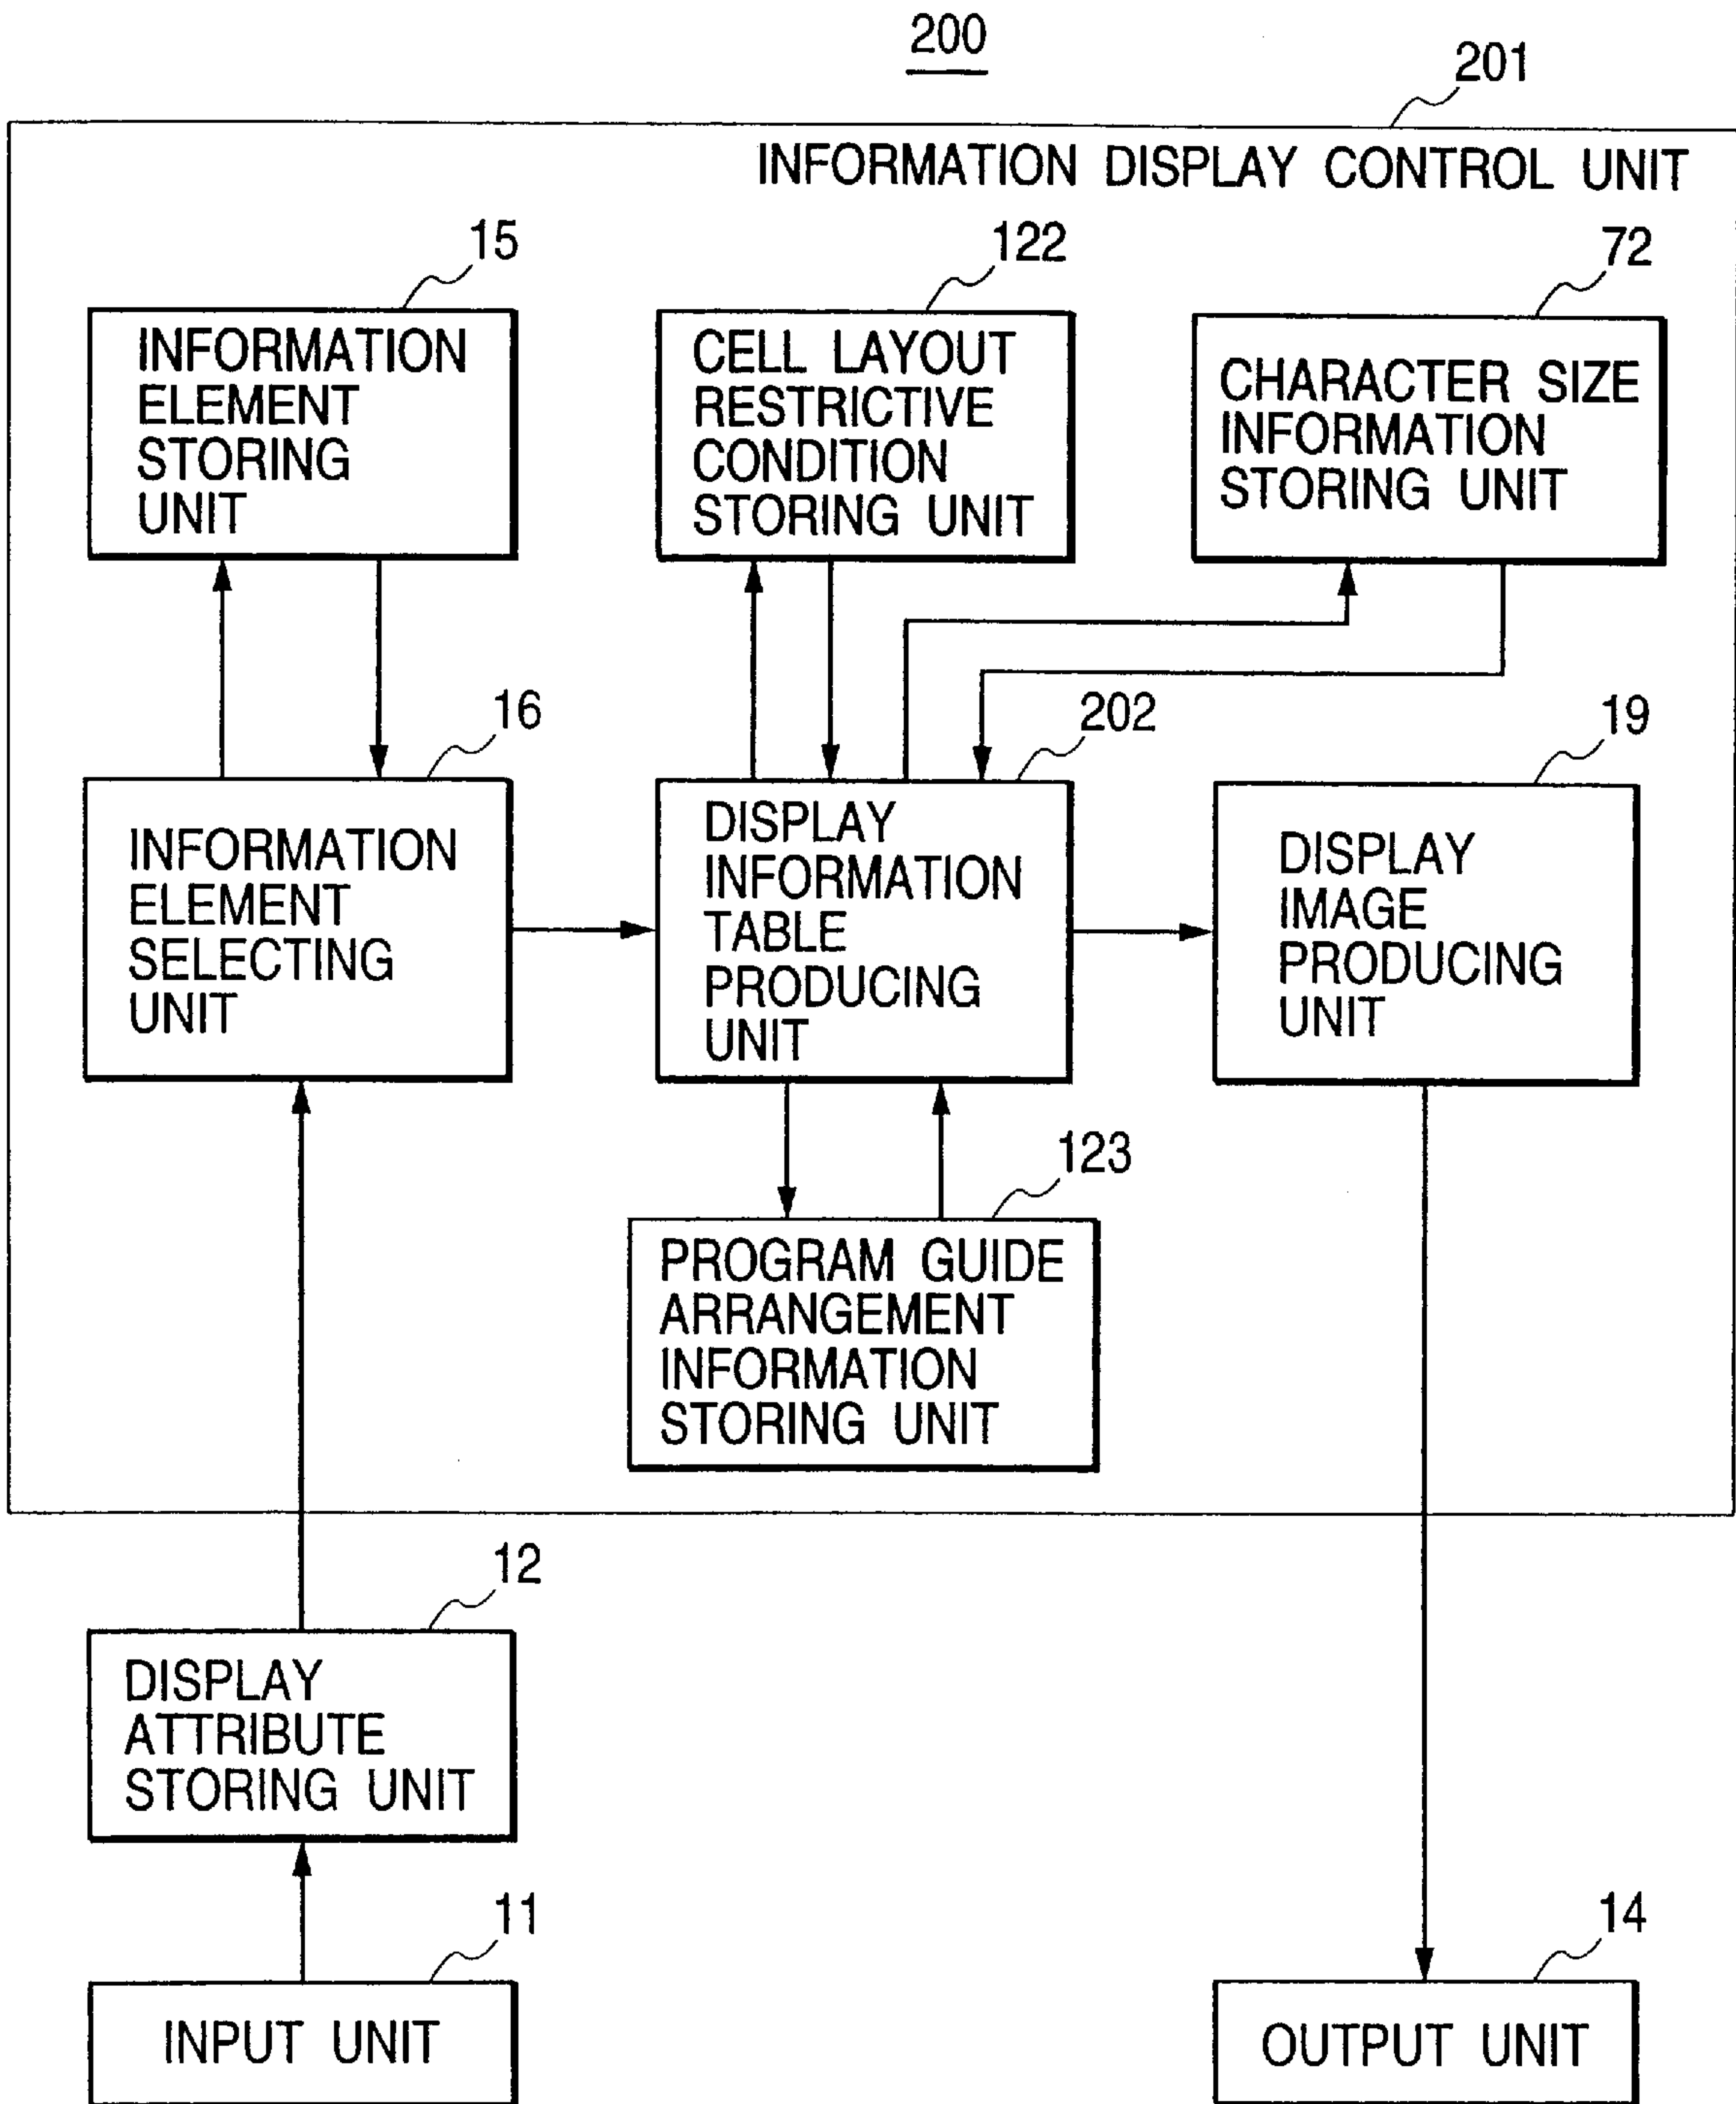 200
201
INFORMATION DISPLAY CONTROL UNIT
15
INFORMATION
ELEMENT
STORING
UNIT
122
CELL LAYOUT
RESTRICTIVE
CONDITION
STORING UNIT
72
CHARACTER SIZE
INFORMATION
STORING UNIT
16
INFORMATION
ELEMENT
SELECTING
UNIT
202
DISPLAY
INFORMATION
TABLE
PRODUCING
UNIT
19
DISPLAY
IMAGE
PRODUCING
UNIT
123
PROGRAM GUIDE
ARRANGEMENT
INFORMATION
STORING UNIT
12
DISPLAY
ATTRIBUTE
STORING UNIT
11
INPUT UNIT
14
OUTPUT UNIT